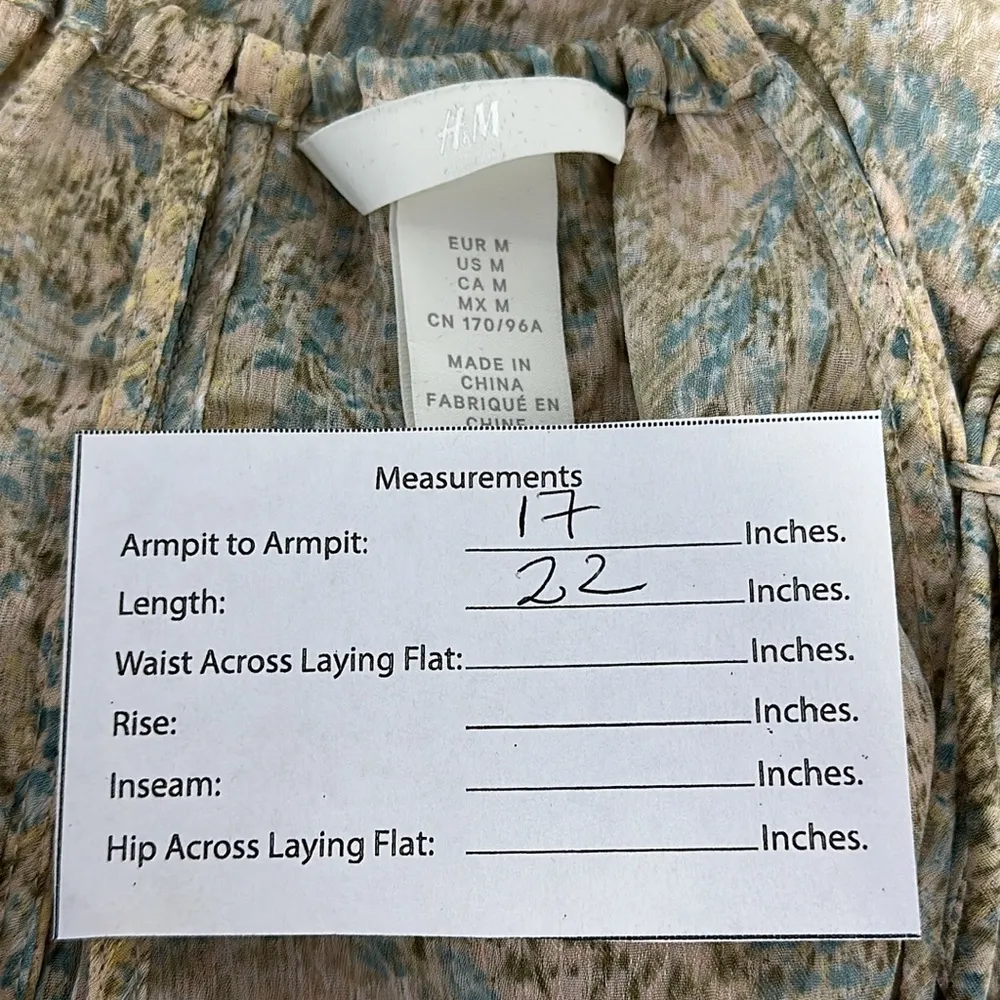 H&M
EUR M
US M
CA M
MX M
CN 170/96A
MADE IN
CHINA
FABRIQUÉ EN
CHINE
Measurements
Armpit to Armpit: 17 Inches.
Length: 22 Inches.
Waist Across Laying Flat: Inches.
Rise: Inches.
Inseam: Inches.
Hip Across Laying Flat: Inches.